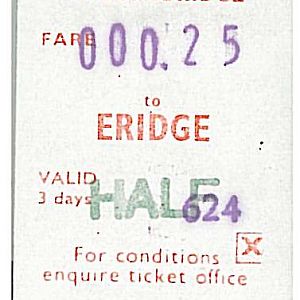 FARE 000.25
to
ERIDGE
VALID
3 days
HALF 624
For conditions X
enquire ticket office